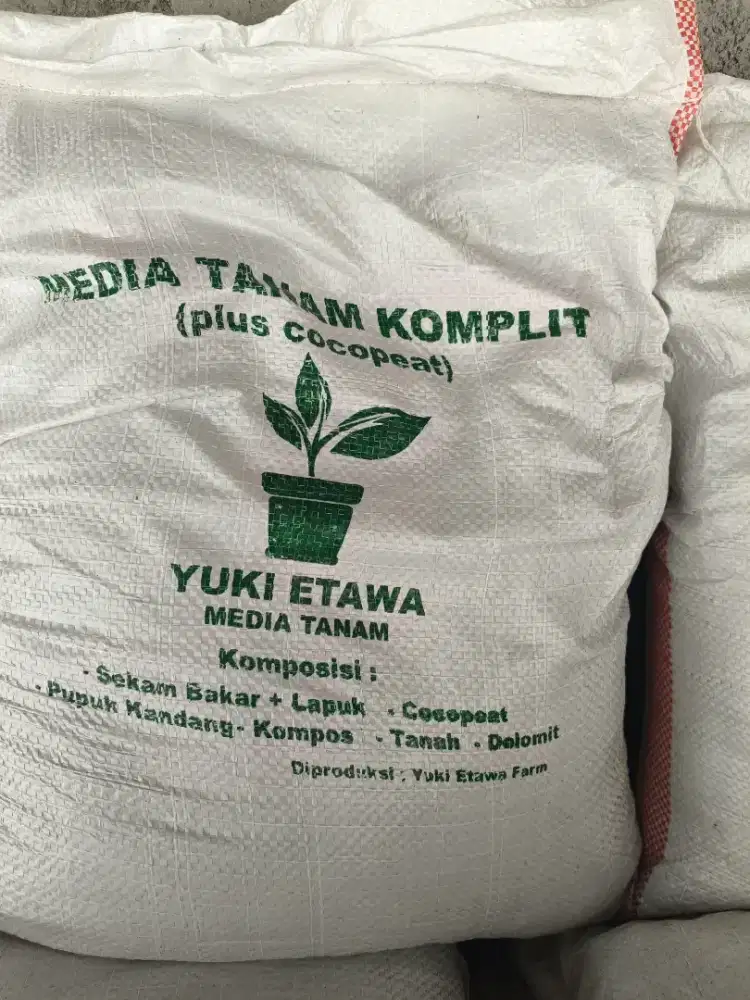 MEDIA TANAM KOMPLIT
(plus cocopeat)
YUKI ETAWA
MEDIA TANAM
Komposisi :
- Sekam Bakar + Lapuk - Cocopeat
- Pupuk Kandang - Kompos - Tanah - Dolomit
Diproduksi : Yuki Etawa Farm